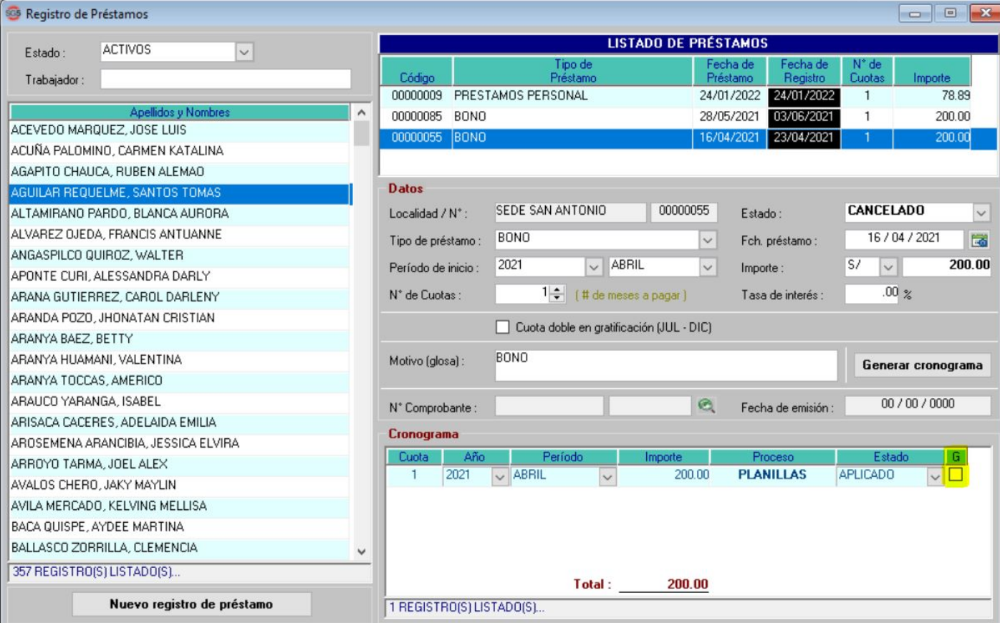 SGS Registro de Préstamos
Estado : ACTIVOS
Trabajador :
Apellidos y Nombres
ACEVEDO MARQUEZ, JOSE LUIS
ACUÑA PALOMINO, CARMEN KATALINA
AGAPITO CHAUCA, RUBEN ALEMAO
AGUILAR REQUELME, SANTOS TOMAS
ALTAMIRANO PARDO, BLANCA AURORA
ALVAREZ OJEDA, FRANCIS ANTUANNE
ANGASPILCO QUIROZ, WALTER
APONTE CURI, ALESSANDRA DARLY
ARANA GUTIERREZ, CAROL DARLENY
ARANDA POZO, JHONATAN CRISTIAN
ARANYA BAEZ, BETTY
ARANYA HUAMANI, VALENTINA
ARANYA TOCCAS, AMERICO
ARAUCO YARANGA, ISABEL
ARISACA CACERES, ADELAIDA EMILIA
AROSEMENA ARANCIBIA, JESSICA ELVIRA
ARROYO TARMA, JOEL ALEX
AVALOS CHERO, JAKY MAYLIN
AVILA MERCADO, KELVING MELLISA
BACA QUISPE, AYDEE MARTINA
BALLASCO ZORRILLA, CLEMENCIA
357 REGISTRO(S) LISTADO(S)...
Nuevo registro de préstamo
LISTADO DE PRÉSTAMOS
Código Tipo de Préstamo Fecha de Préstamo Fecha de Registro N° de Cuotas Importe
00000009 PRESTAMOS PERSONAL 24/01/2022 24/01/2022 1 78.89
00000085 BONO 28/05/2021 03/06/2021 1 200.00
00000055 BONO 16/04/2021 23/04/2021 1 200.00
Datos
Localidad / N° : SEDE SAN ANTONIO 00000055 Estado : CANCELADO
Tipo de préstamo : BONO Fch. préstamo : 16 / 04 / 2021
Período de inicio : 2021 ABRIL Importe : S/ 200.00
N° de Cuotas : 1 ( # de meses a pagar ) Tasa de interés : .00 %
Cuota doble en gratificación (JUL - DIC)
Motivo (glosa) : BONO Generar cronograma
N° Comprobante : Fecha de emisión : 00 / 00 / 0000
Cronograma
Cuota Año Período Importe Proceso Estado G
1 2021 ABRIL 200.00 PLANILLAS APLICADO
Total : 200.00
1 REGISTRO(S) LISTADO(S)...